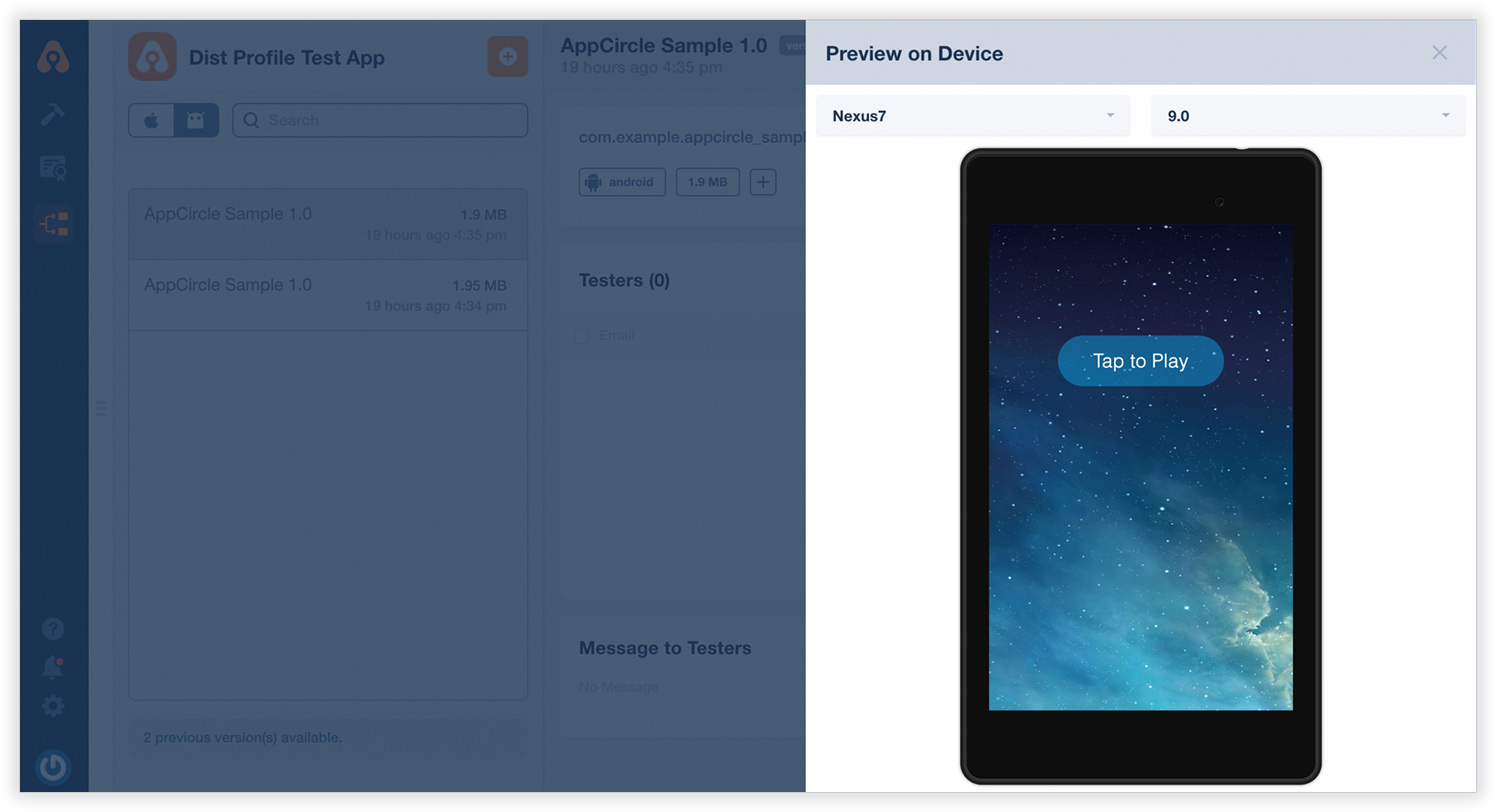 Dist Profile Test App
Search
AppCircle Sample 1.0
1.9 MB
19 hours ago 4:35 pm
AppCircle Sample 1.0
1.95 MB
19 hours ago 4:34 pm
2 previous version(s) available.
AppCircle Sample 1.0
19 hours ago 4:35 pm
com.example.appcircle_sampl
android
1.9 MB
Testers (0)
Email
Message to Testers
No Message
Preview on Device
Nexus7
9.0
Tap to Play